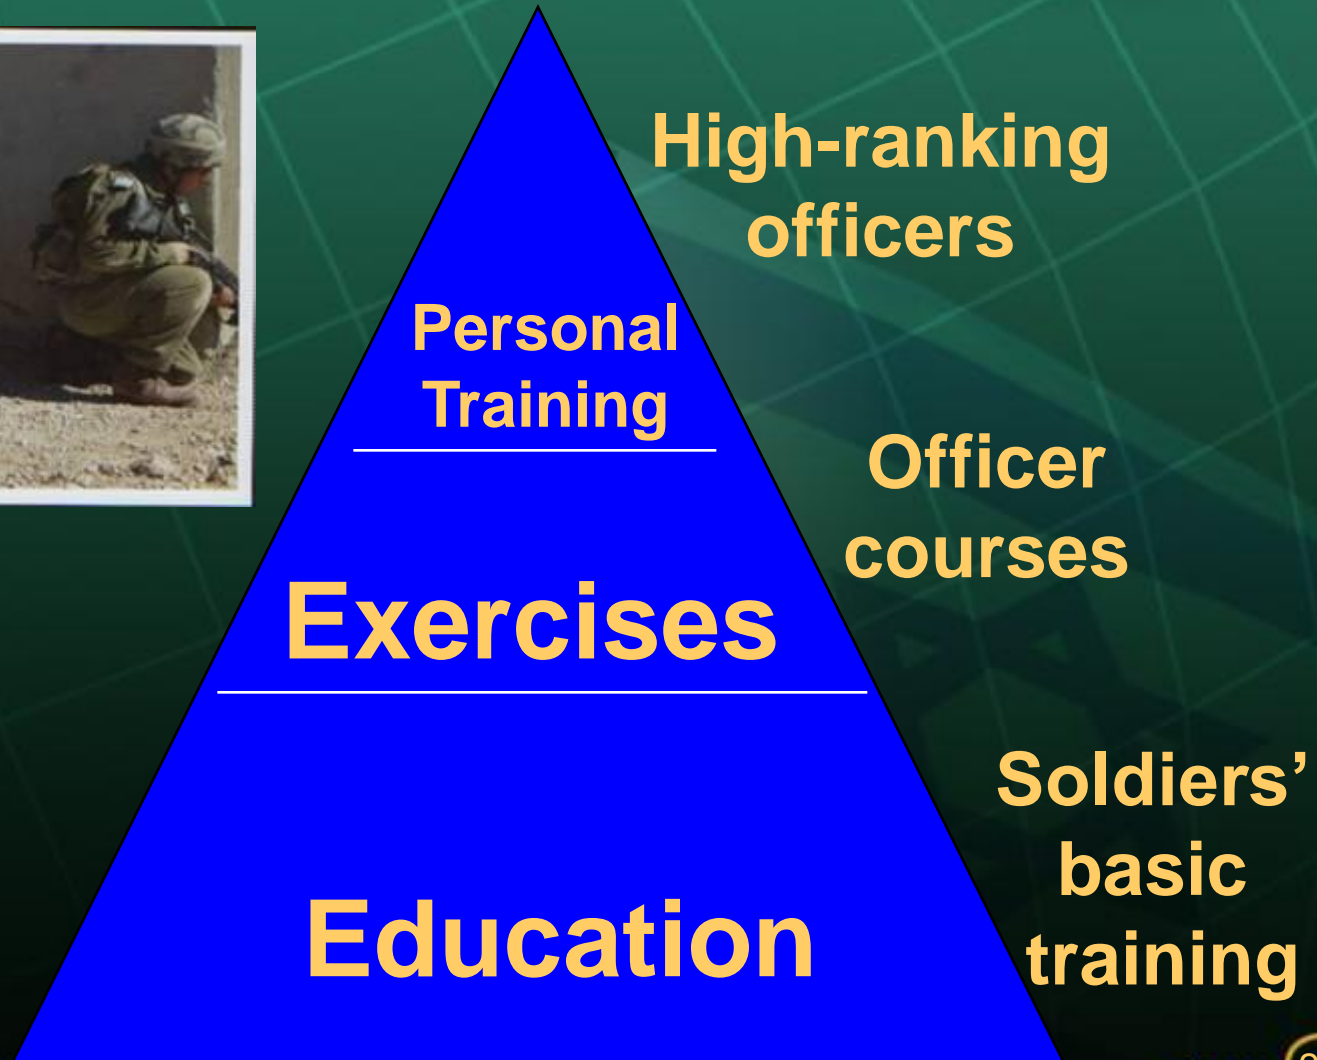 High-ranking
officers
Personal
Training
Officer
courses
Exercises
Soldiers’
basic
training
Education